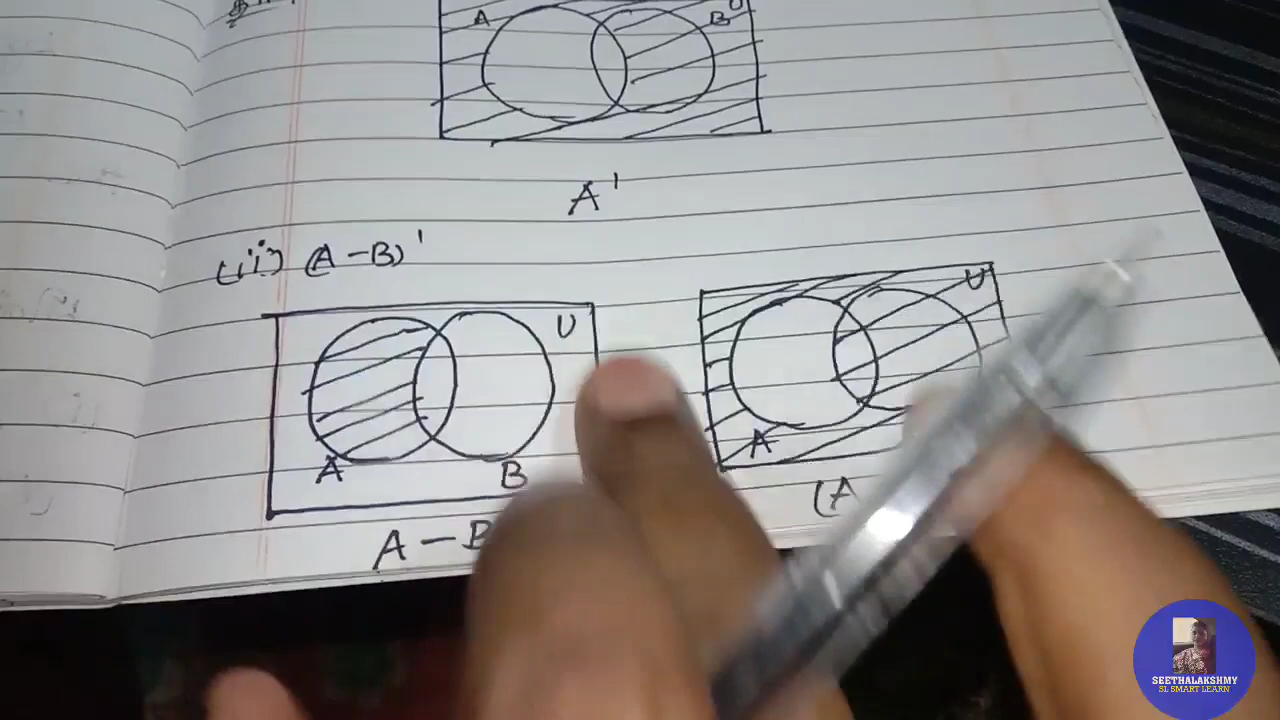 A B U
A'
(ii) (A-B)'
U
A B
U
A
A-B
(A
SEETHALAKSHMY
SL SMART LEARN